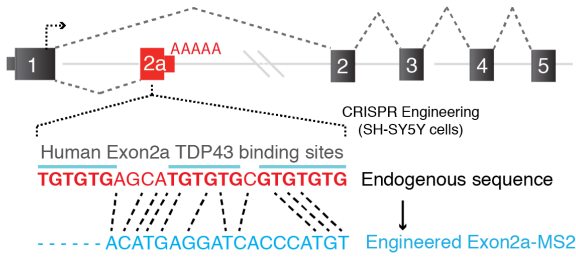 AAAAA
1 2a 2 3 4 5
CRISPR Engineering
(SH-SY5Y cells)
Human Exon2a TDP43 binding sites
TGTGTGAGCATGTGTGCGTGTGTG Endogenous sequence
- - - - - -ACATGAGGATCACCCATGT Engineered Exon2a-MS2